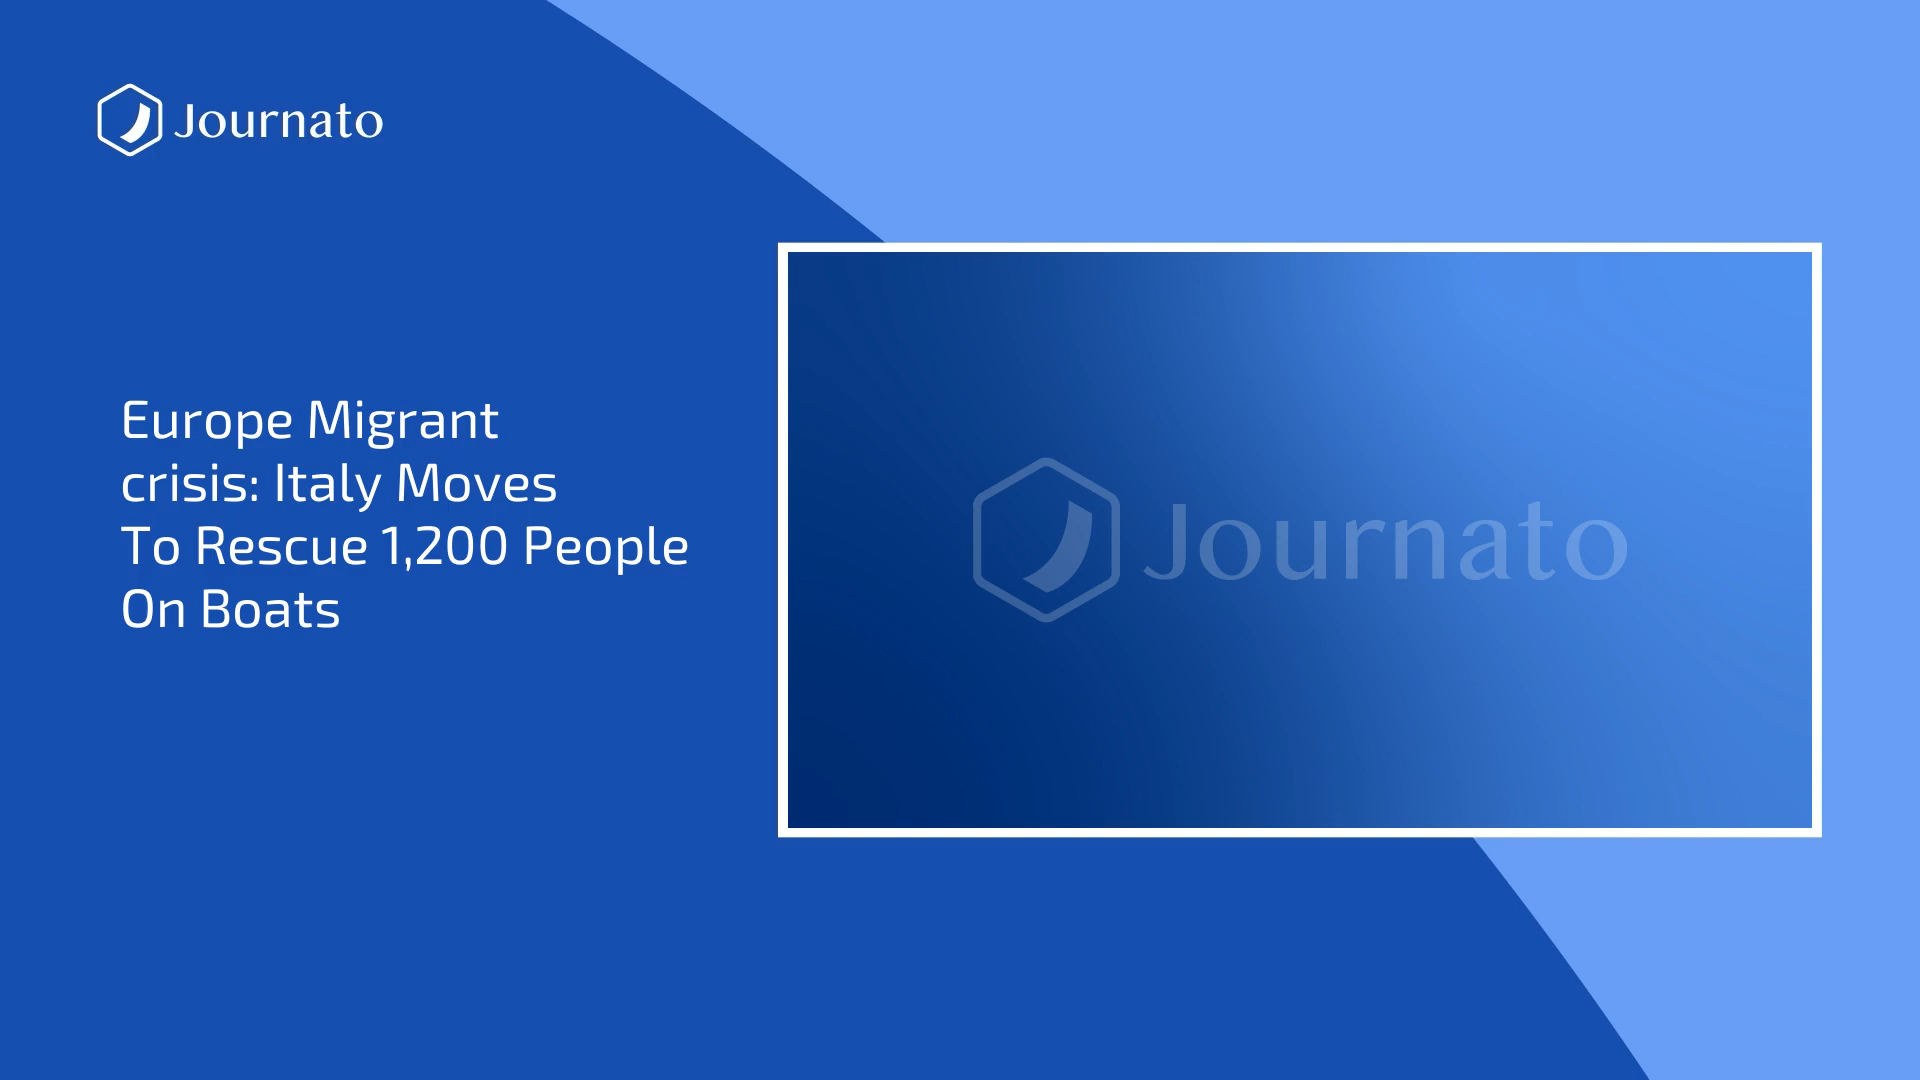 Journato
Europe Migrant
crisis: Italy Moves
To Rescue 1,200 People
On Boats
Journato